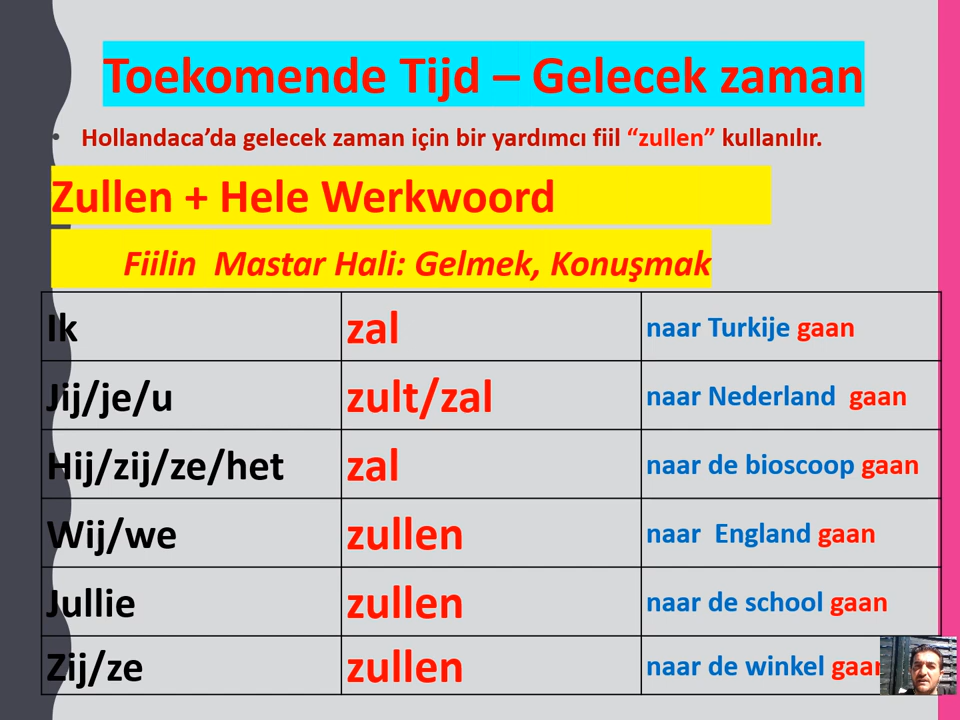 Toekomende Tijd – Gelecek zaman
• Hollandaca’da gelecek zaman için bir yardımcı fiil “zullen” kullanılır.
Zullen + Hele Werkwoord
Fiilin Mastar Hali: Gelmek, Konuşmak
Ik zal naar Turkije gaan
Jij/je/u zult/zal naar Nederland gaan
Hij/zij/ze/het zal naar de bioscoop gaan
Wij/we zullen naar England gaan
Jullie zullen naar de school gaan
Zij/ze zullen naar de winkel gaan